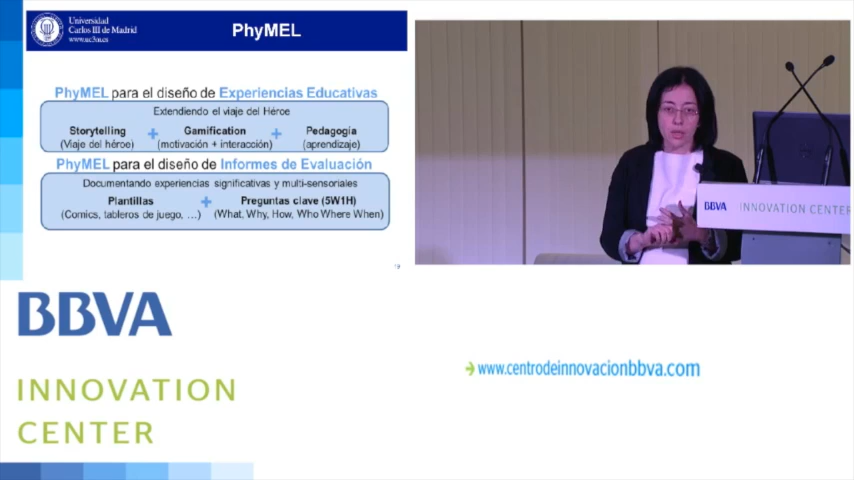 Universidad
Carlos III de Madrid
www.uc3m.es
PhyMEL
PhyMEL para el diseño de Experiencias Educativas
Extendiendo el viaje del Héroe
Storytelling + Gamification + Pedagogía
(Viaje del héroe) (motivación + interacción) (aprendizaje)
PhyMEL para el diseño de Informes de Evaluación
Documentando experiencias significativas y multi-sensoriales
Plantillas + Preguntas clave (5W1H)
(Comics, tableros de juego, ...) (What, Why, How, Who Where When)
BBVA INNOVATION CENTER
BBVA
INNOVATION
CENTER
www.centrodeinnovacionbbva.com